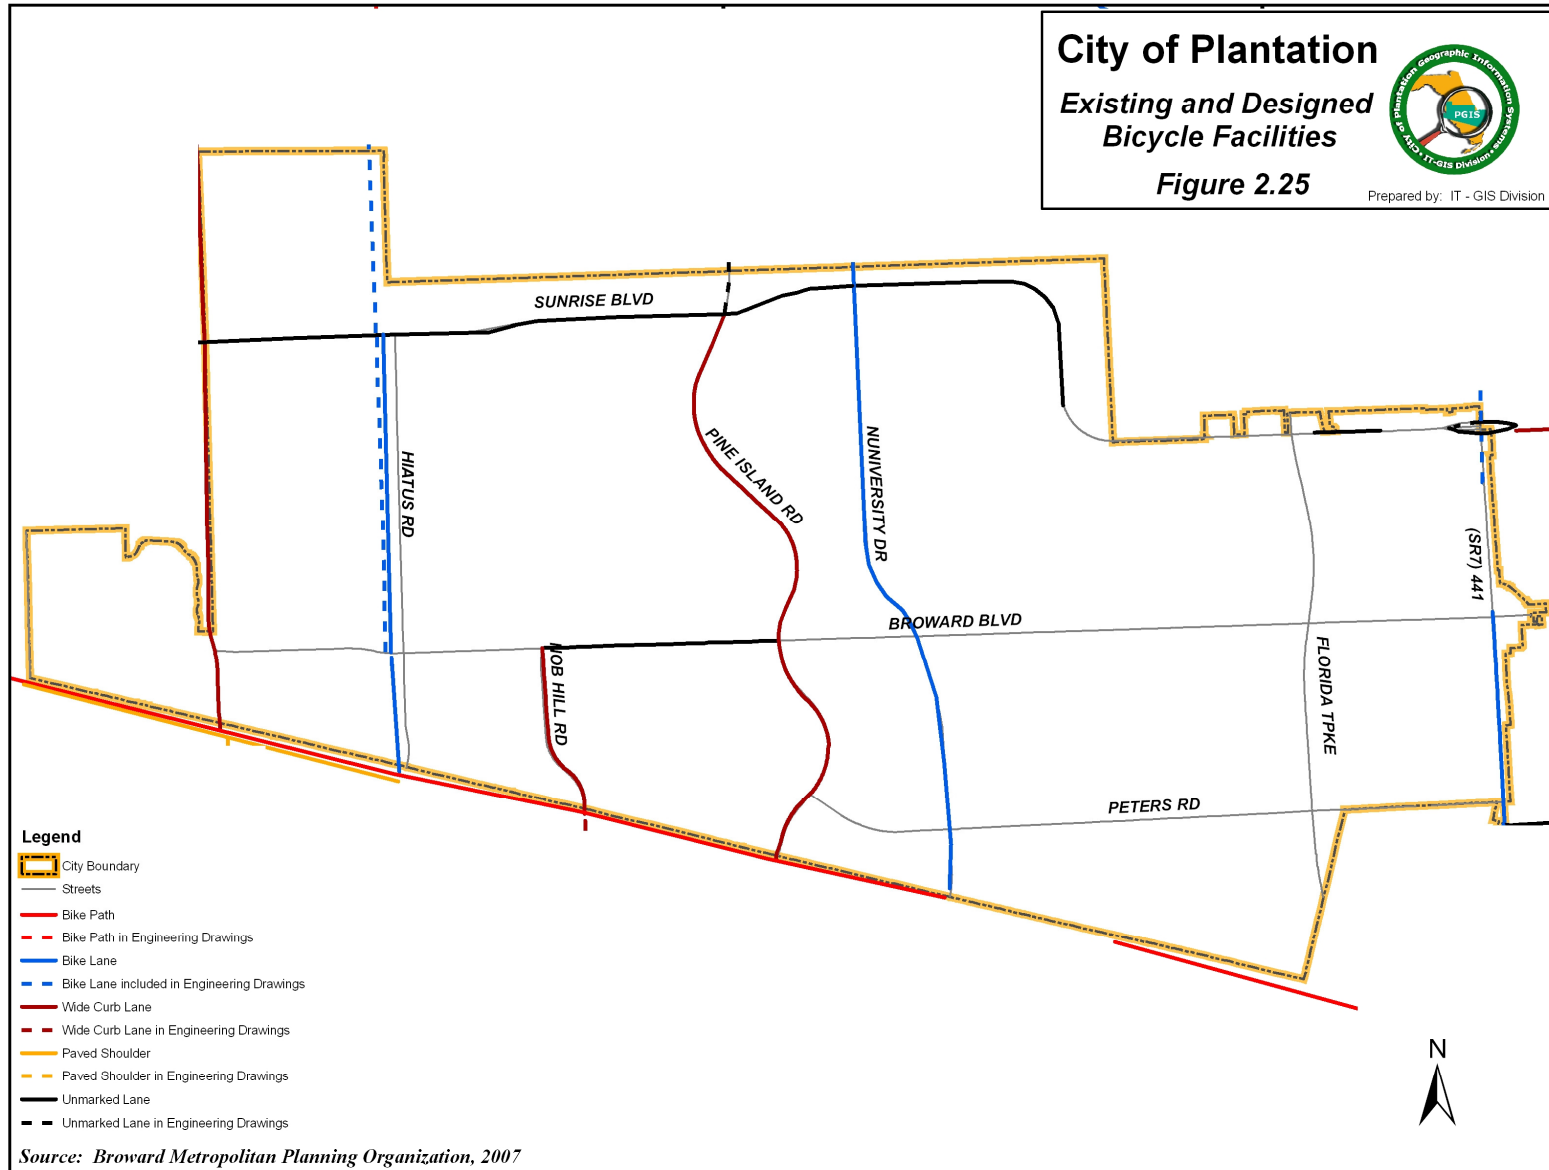 City of Plantation
Existing and Designed
Bicycle Facilities
Figure 2.25
City of Plantation Geographic Information Systems
IT-GIS Division
PGIS
Prepared by: IT - GIS Division
SUNRISE BLVD
HIATUS RD
PINE ISLAND RD
NUNIVERSITY DR
(SR7) 441
BROWARD BLVD
NOB HILL RD
FLORIDA TPKE
PETERS RD
Legend
City Boundary
Streets
Bike Path
Bike Path in Engineering Drawings
Bike Lane
Bike Lane included in Engineering Drawings
Wide Curb Lane
Wide Curb Lane in Engineering Drawings
Paved Shoulder
Paved Shoulder in Engineering Drawings
Unmarked Lane
Unmarked Lane in Engineering Drawings
N
Source: Broward Metropolitan Planning Organization, 2007